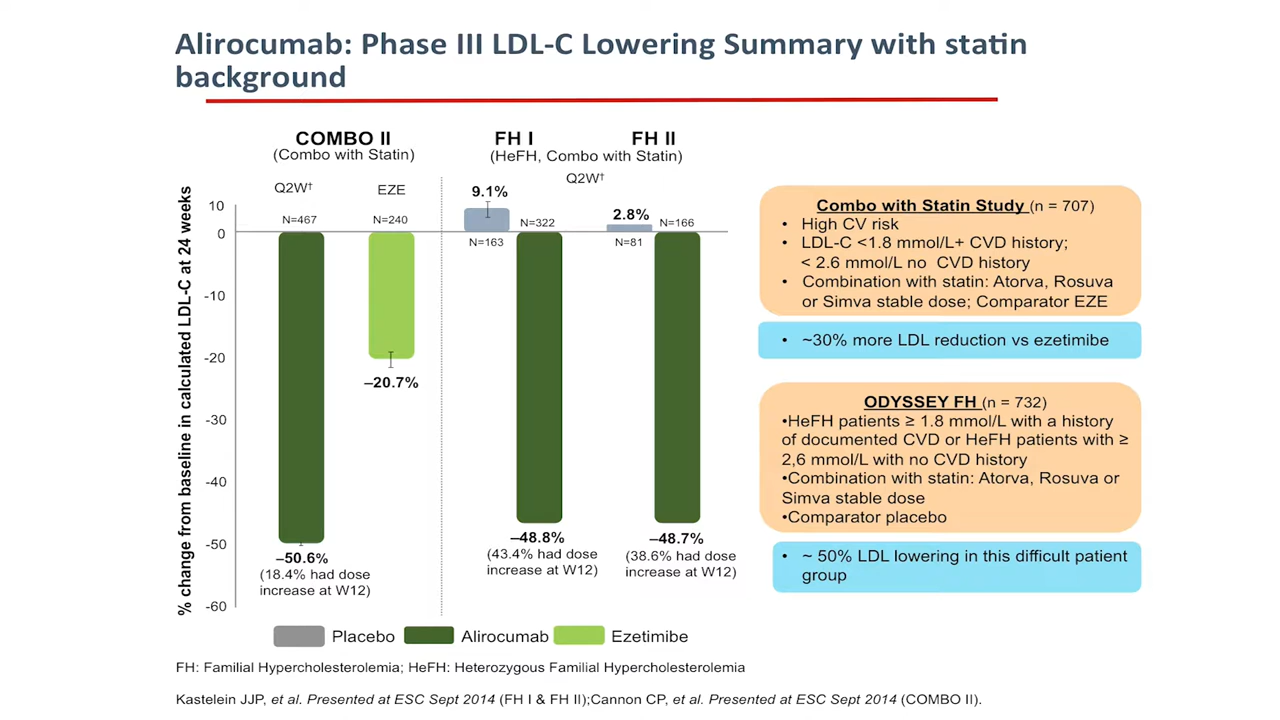 Alirocumab: Phase III LDL-C Lowering Summary with statin
background
COMBO II
(Combo with Statin)
FH I
FH II
(HeFH, Combo with Statin)
Q2W†
EZE
Q2W†
% change from baseline in calculated LDL-C at 24 weeks
10
0
-10
-20
-30
-40
-50
-60
N=467
N=240
9.1%
N=322
N=163
2.8%
N=166
N=81
–20.7%
–50.6%
(18.4% had dose
increase at W12)
–48.8%
(43.4% had dose
increase at W12)
–48.7%
(38.6% had dose
increase at W12)
Placebo
Alirocumab
Ezetimibe
Combo with Statin Study (n = 707)
• High CV risk
• LDL-C <1.8 mmol/L+ CVD history;
< 2.6 mmol/L no CVD history
• Combination with statin: Atorva, Rosuva
or Simva stable dose; Comparator EZE
• ~30% more LDL reduction vs ezetimibe
ODYSSEY FH (n = 732)
•HeFH patients ≥ 1.8 mmol/L with a history
of documented CVD or HeFH patients with ≥
2,6 mmol/L with no CVD history
•Combination with statin: Atorva, Rosuva or
Simva stable dose
•Comparator placebo
• ~ 50% LDL lowering in this difficult patient
group
FH: Familial Hypercholesterolemia; HeFH: Heterozygous Familial Hypercholesterolemia
Kastelein JJP, et al. Presented at ESC Sept 2014 (FH I & FH II);Cannon CP, et al. Presented at ESC Sept 2014 (COMBO II).